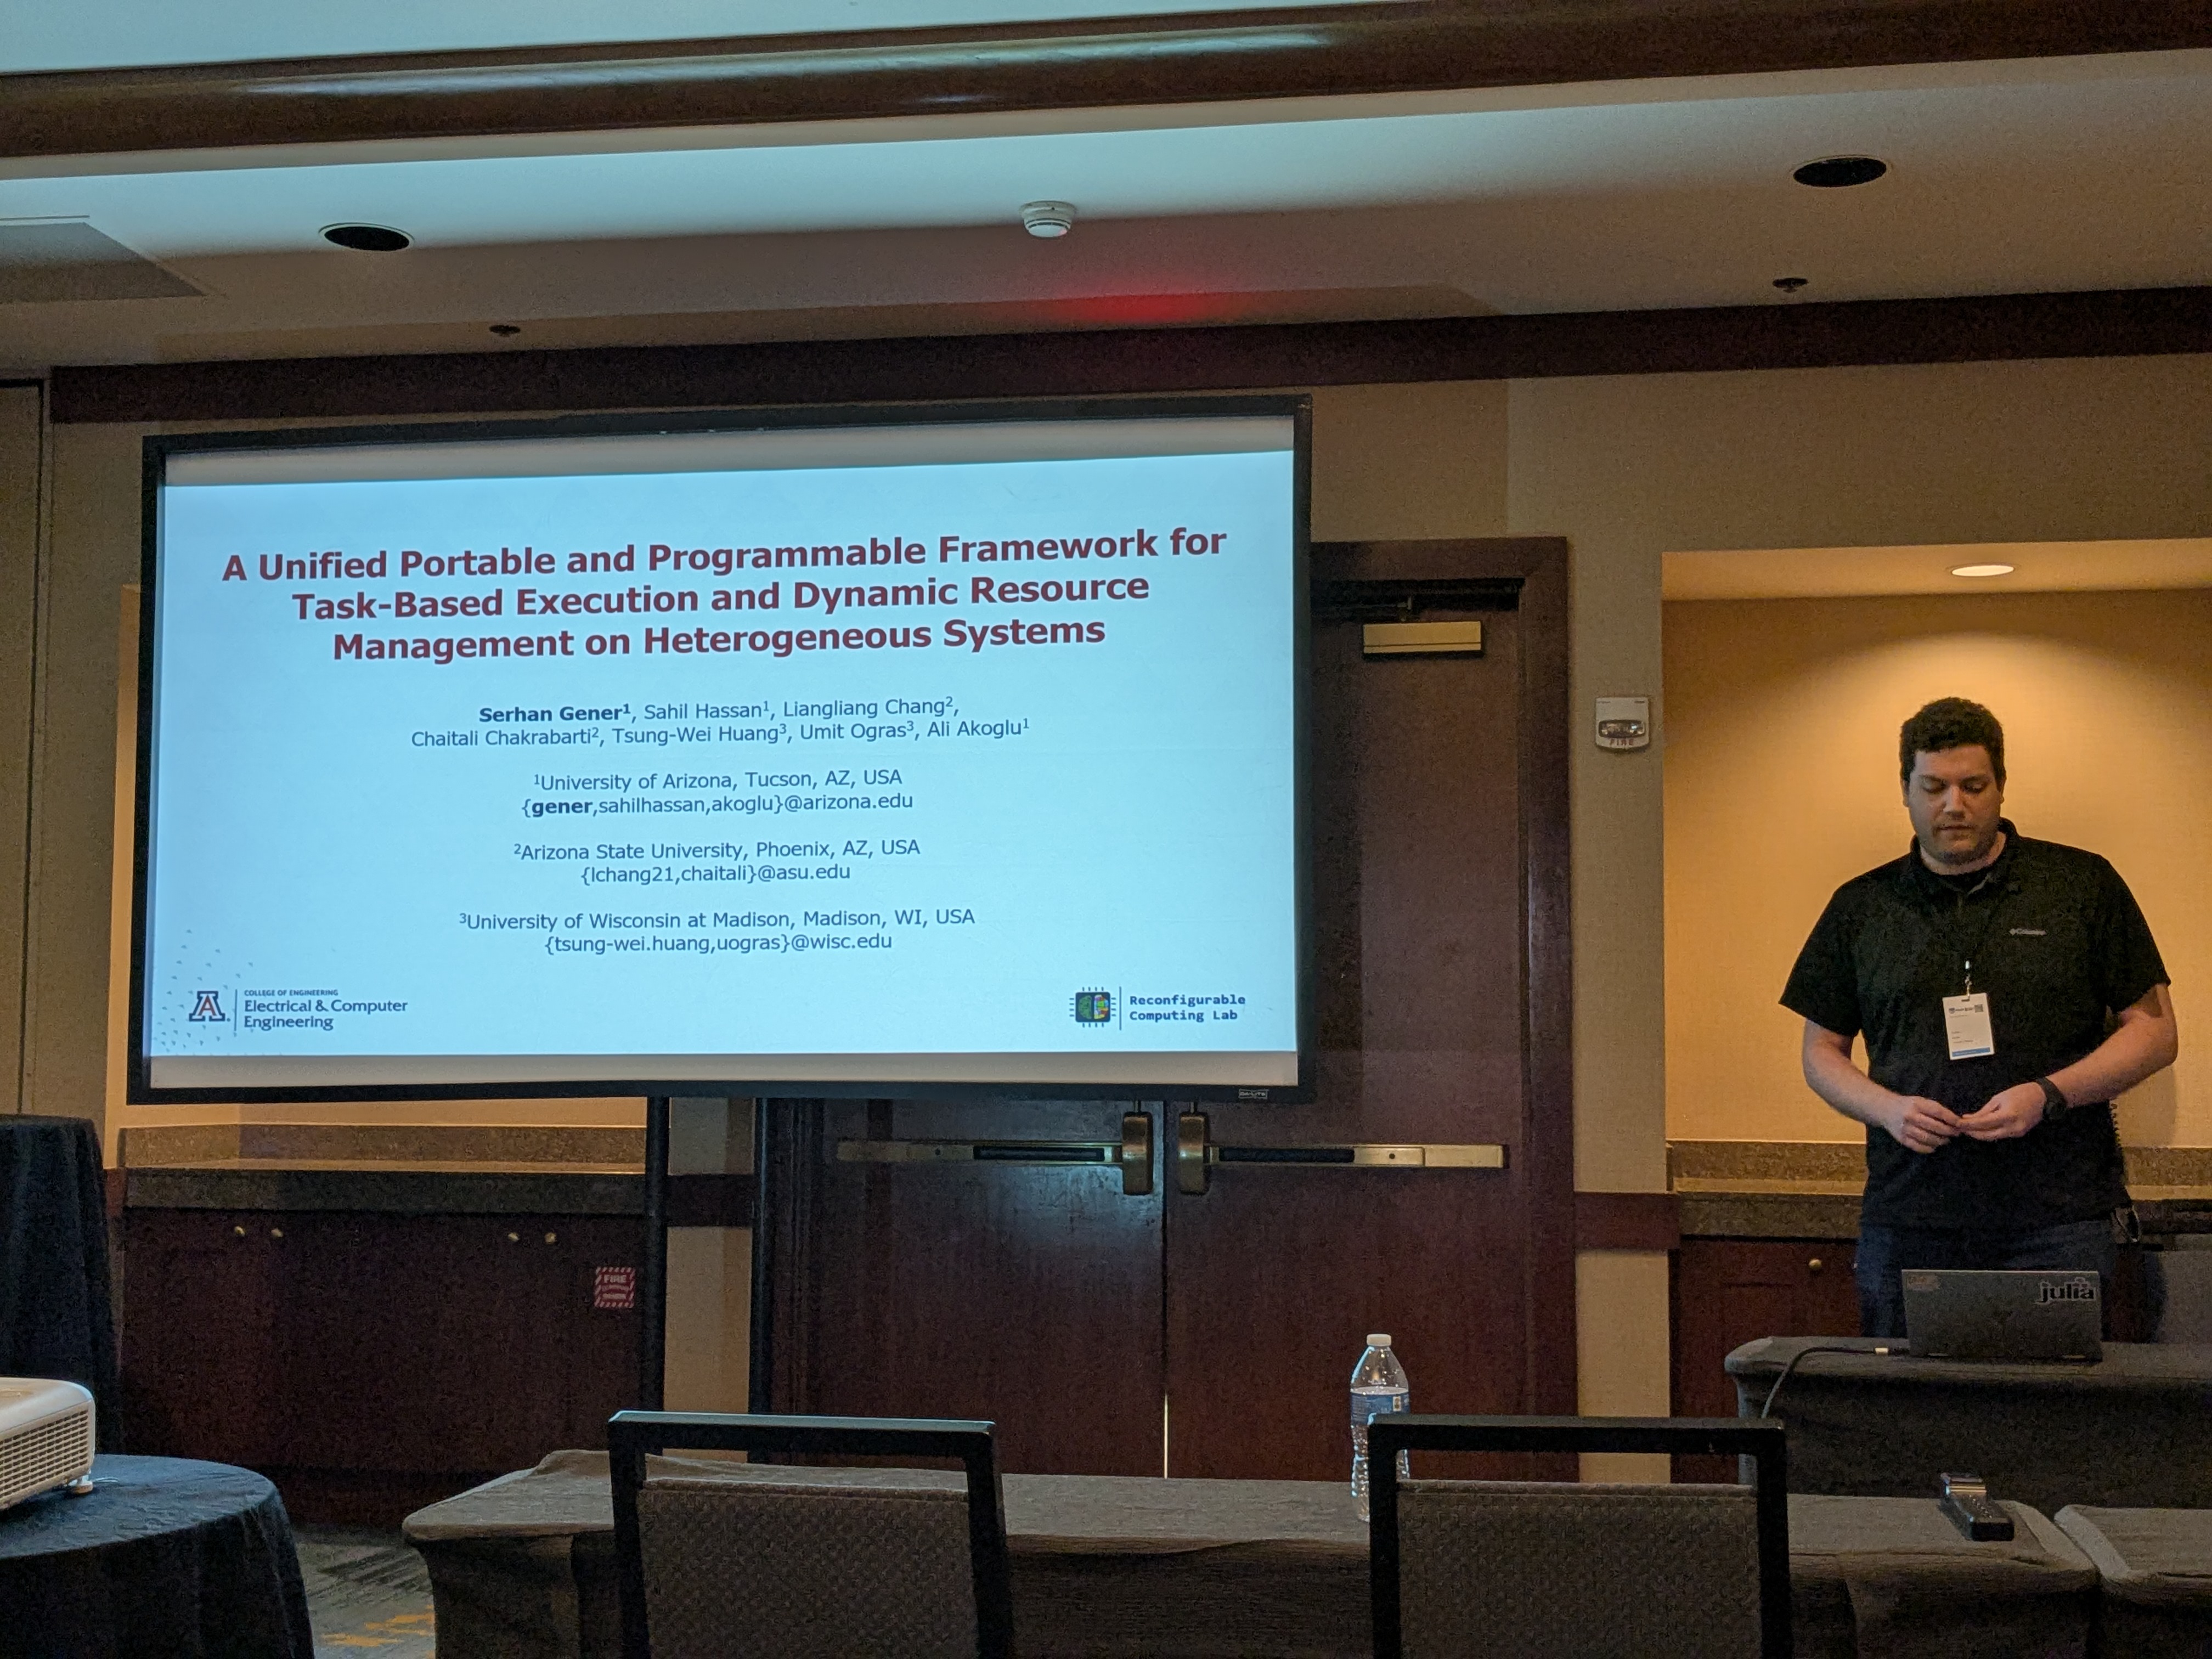 A Unified Portable and Programmable Framework for
Task-Based Execution and Dynamic Resource
Management on Heterogeneous Systems
Serhan Gener¹, Sahil Hassan¹, Liangliang Chang²,
Chaitali Chakrabarti², Tsung-Wei Huang³, Umit Ogras³, Ali Akoglu¹
¹University of Arizona, Tucson, AZ, USA
{gener,sahilhassan,akoglu}@arizona.edu
²Arizona State University, Phoenix, AZ, USA
{lchang21,chaitali}@asu.edu
³University of Wisconsin at Madison, Madison, WI, USA
{tsung-wei.huang,uogras}@wisc.edu
A
COLLEGE OF ENGINEERING
Electrical & Computer
Engineering
Reconfigurable
Computing Lab
DA-LITE
FIRE
Columbia
FIRE
julia